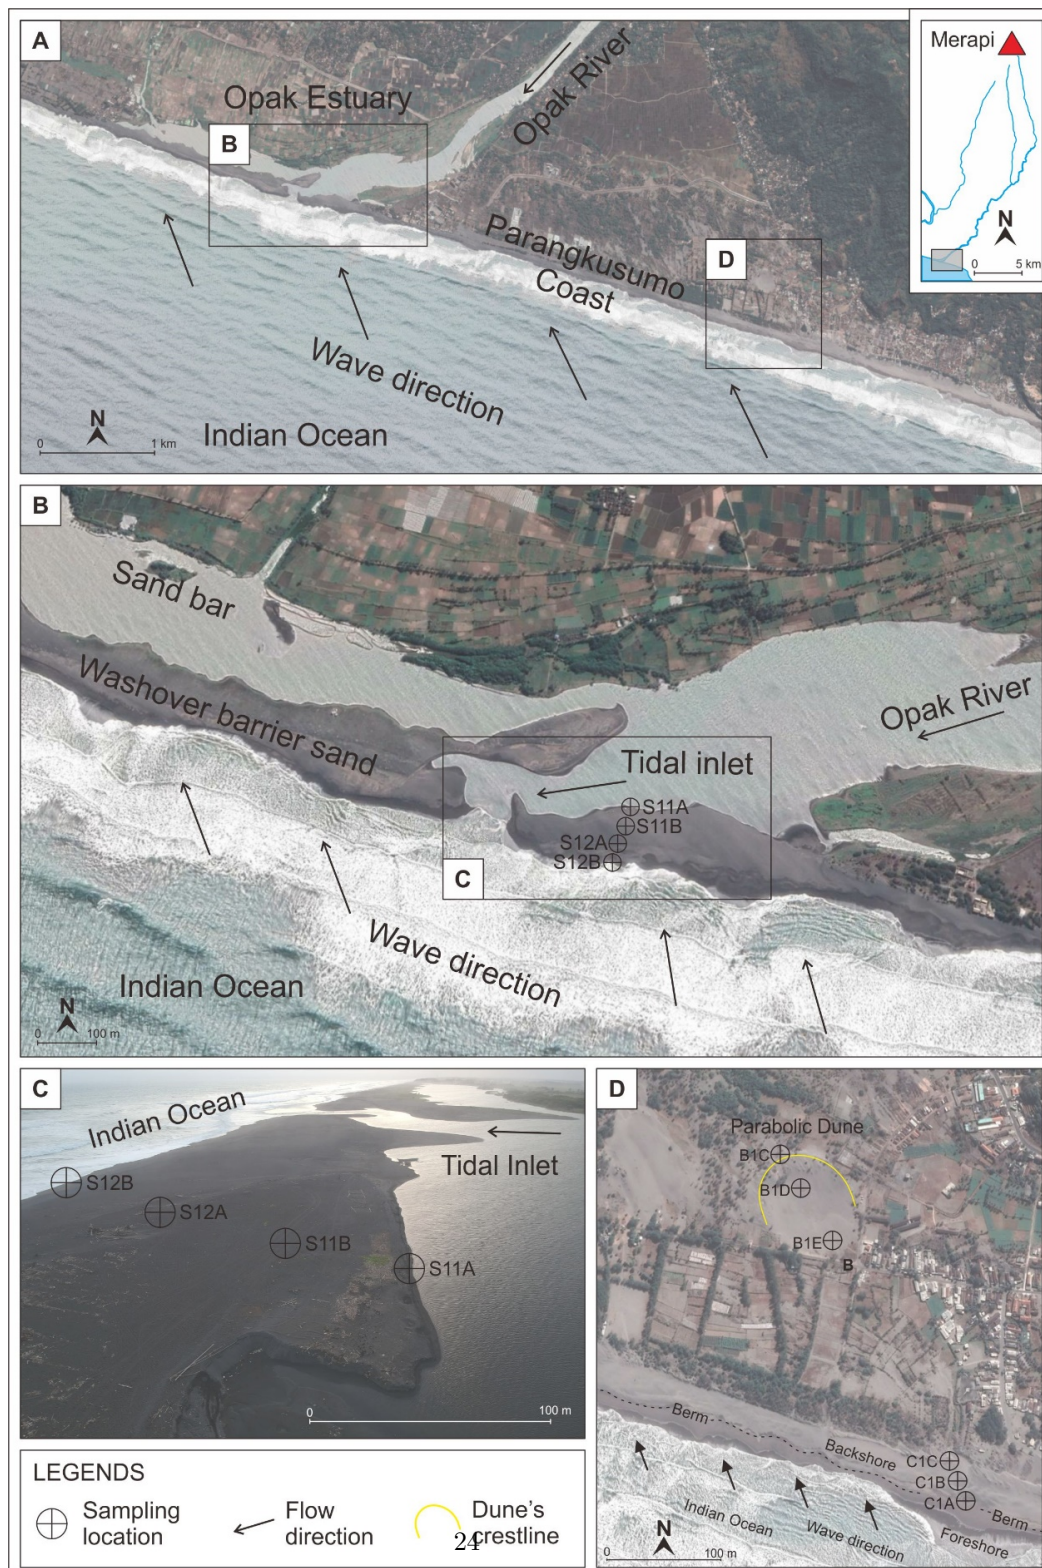 A
Opak Estuary
Opak River
B
Parangkusumo
Coast
D
Wave direction
Indian Ocean
N
0 1 km
Merapi
N
0 5 km
B
Sand bar
Washover barrier sand
Opak River
Tidal inlet
S11A
S11B
S12A
S12B
C
Wave direction
Indian Ocean
N
0 100 m
C
Indian Ocean
Tidal Inlet
S12B
S12A
S11B
S11A
0 100 m
D
Parabolic Dune
B1C
B1D
B1E
B
Berm
Backshore
C1C
C1B
C1A
Berm
Foreshore
Indian Ocean
Wave direction
N
0 100 m
LEGENDS
Sampling
location
Flow
direction
Dune's
crestline
24